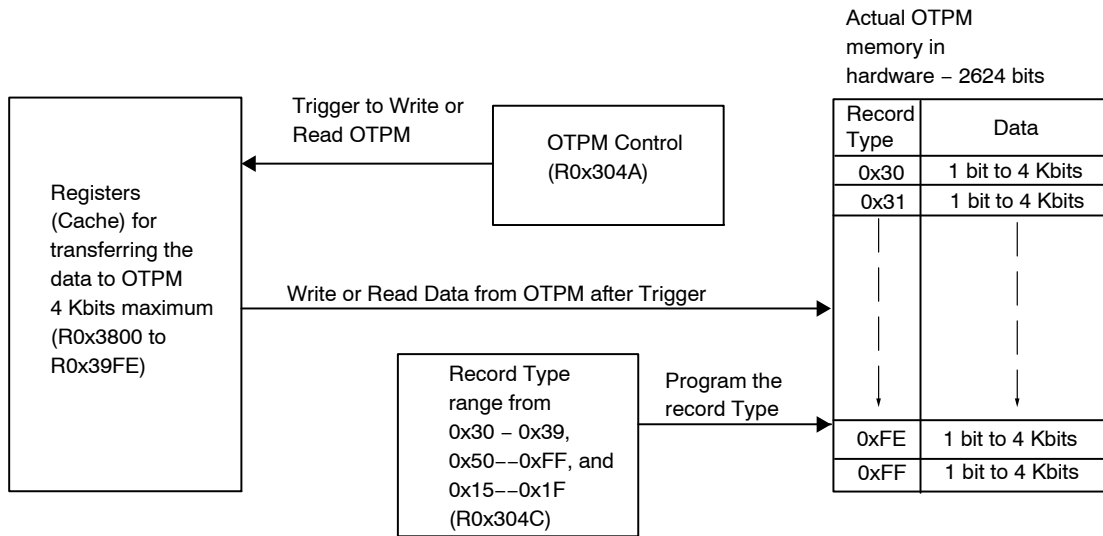 Actual OTPM
memory in
hardware – 2624 bits
Trigger to Write or
Read OTPM
OTPM Control
(R0x304A)
Registers
(Cache) for
transferring the
data to OTPM
4 Kbits maximum
(R0x3800 to
R0x39FE)
Record
Type
Data
0x30
1 bit to 4 Kbits
0x31
1 bit to 4 Kbits
Write or Read Data from OTPM after Trigger
Record Type
range from
0x30 – 0x39,
0x50––0xFF, and
0x15––0x1F
(R0x304C)
Program the
record Type
0xFE
1 bit to 4 Kbits
0xFF
1 bit to 4 Kbits